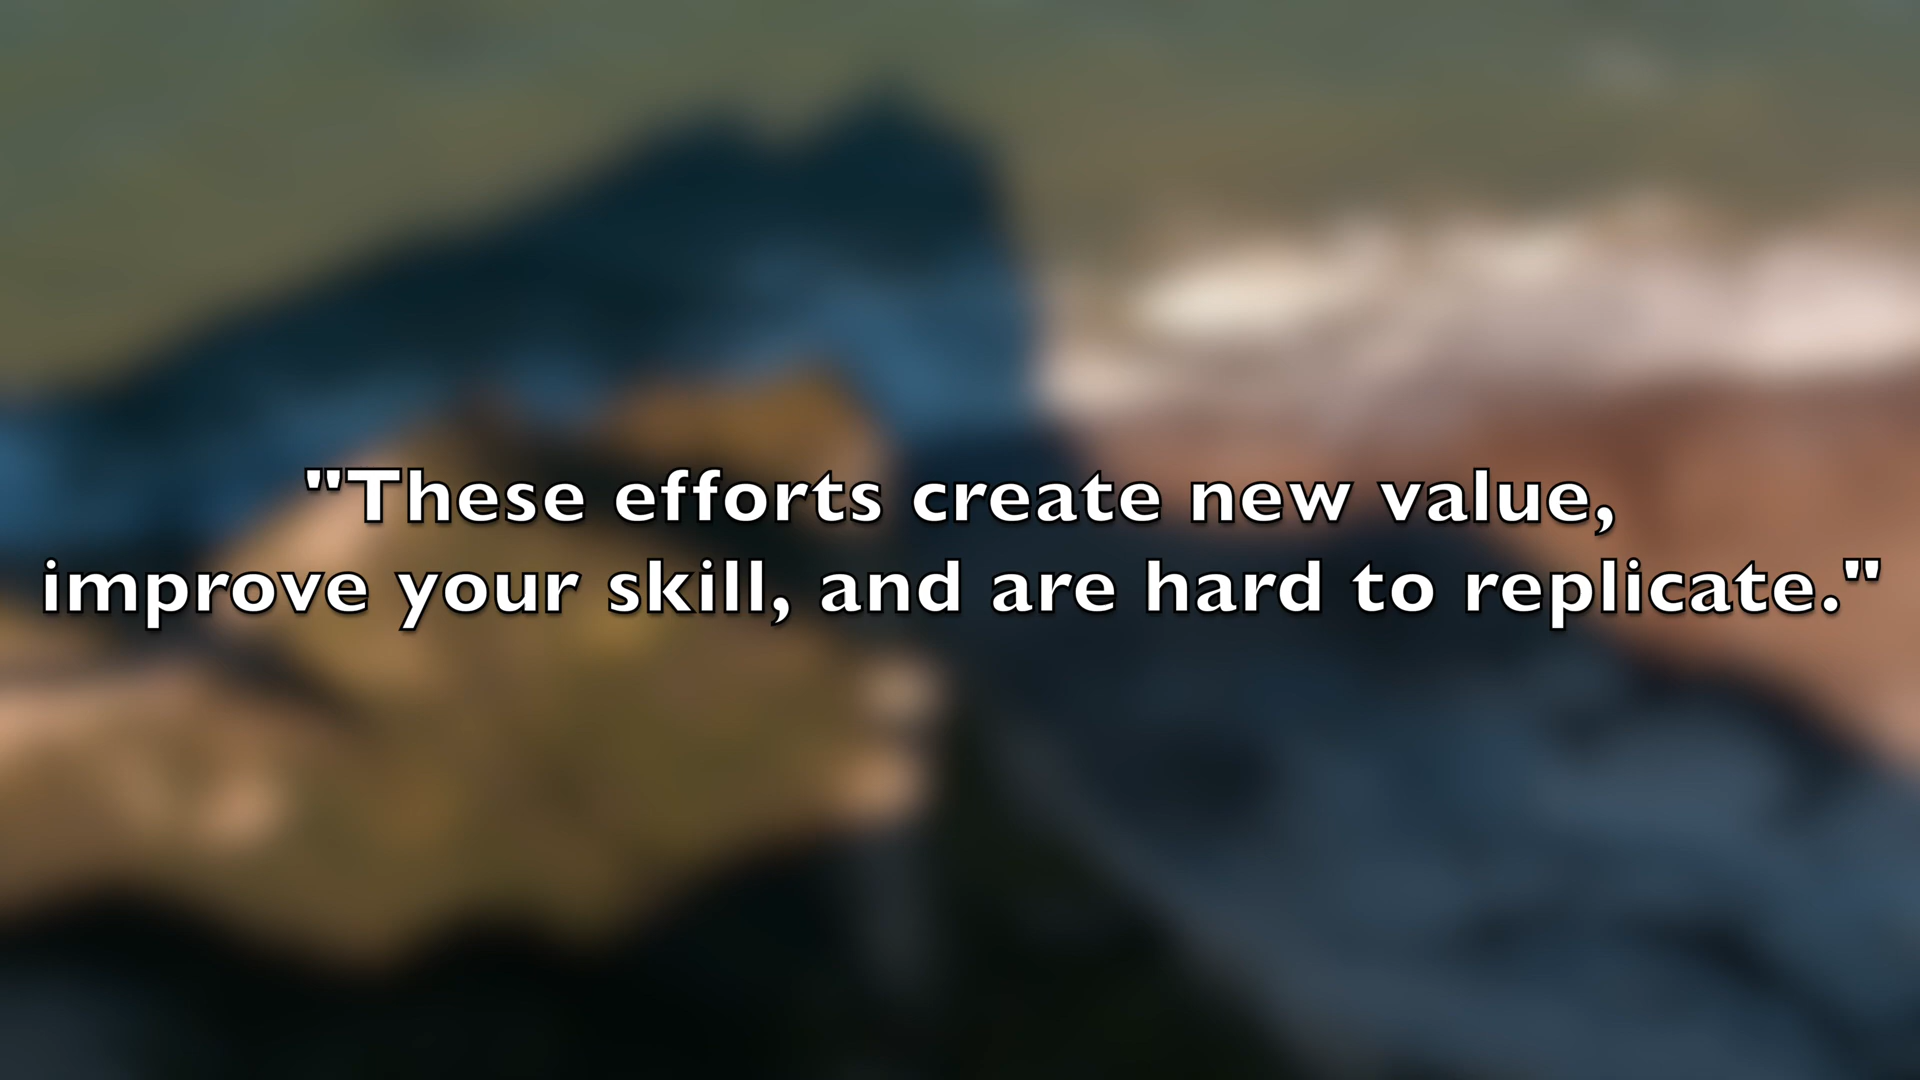 "These efforts create new value,
improve your skill, and are hard to replicate."